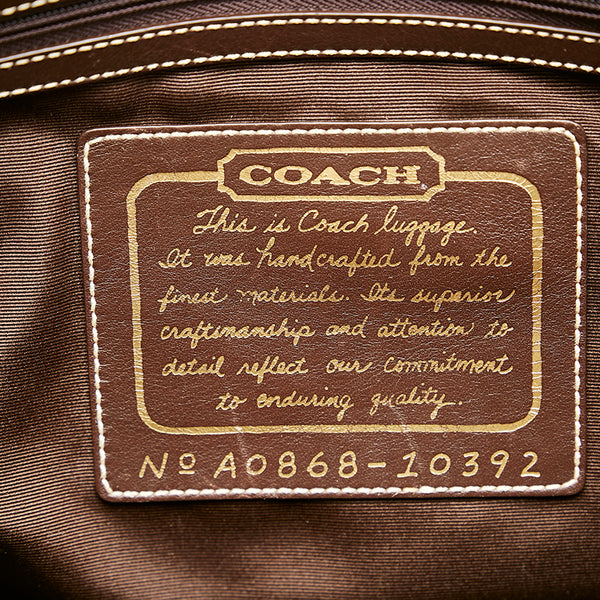 COACH
This is Coach luggage.
It was handcrafted from the
finest materials. Its superior
craftsmanship and attention to
detail reflect our commitment
to enduring quality.
No A0868-10392